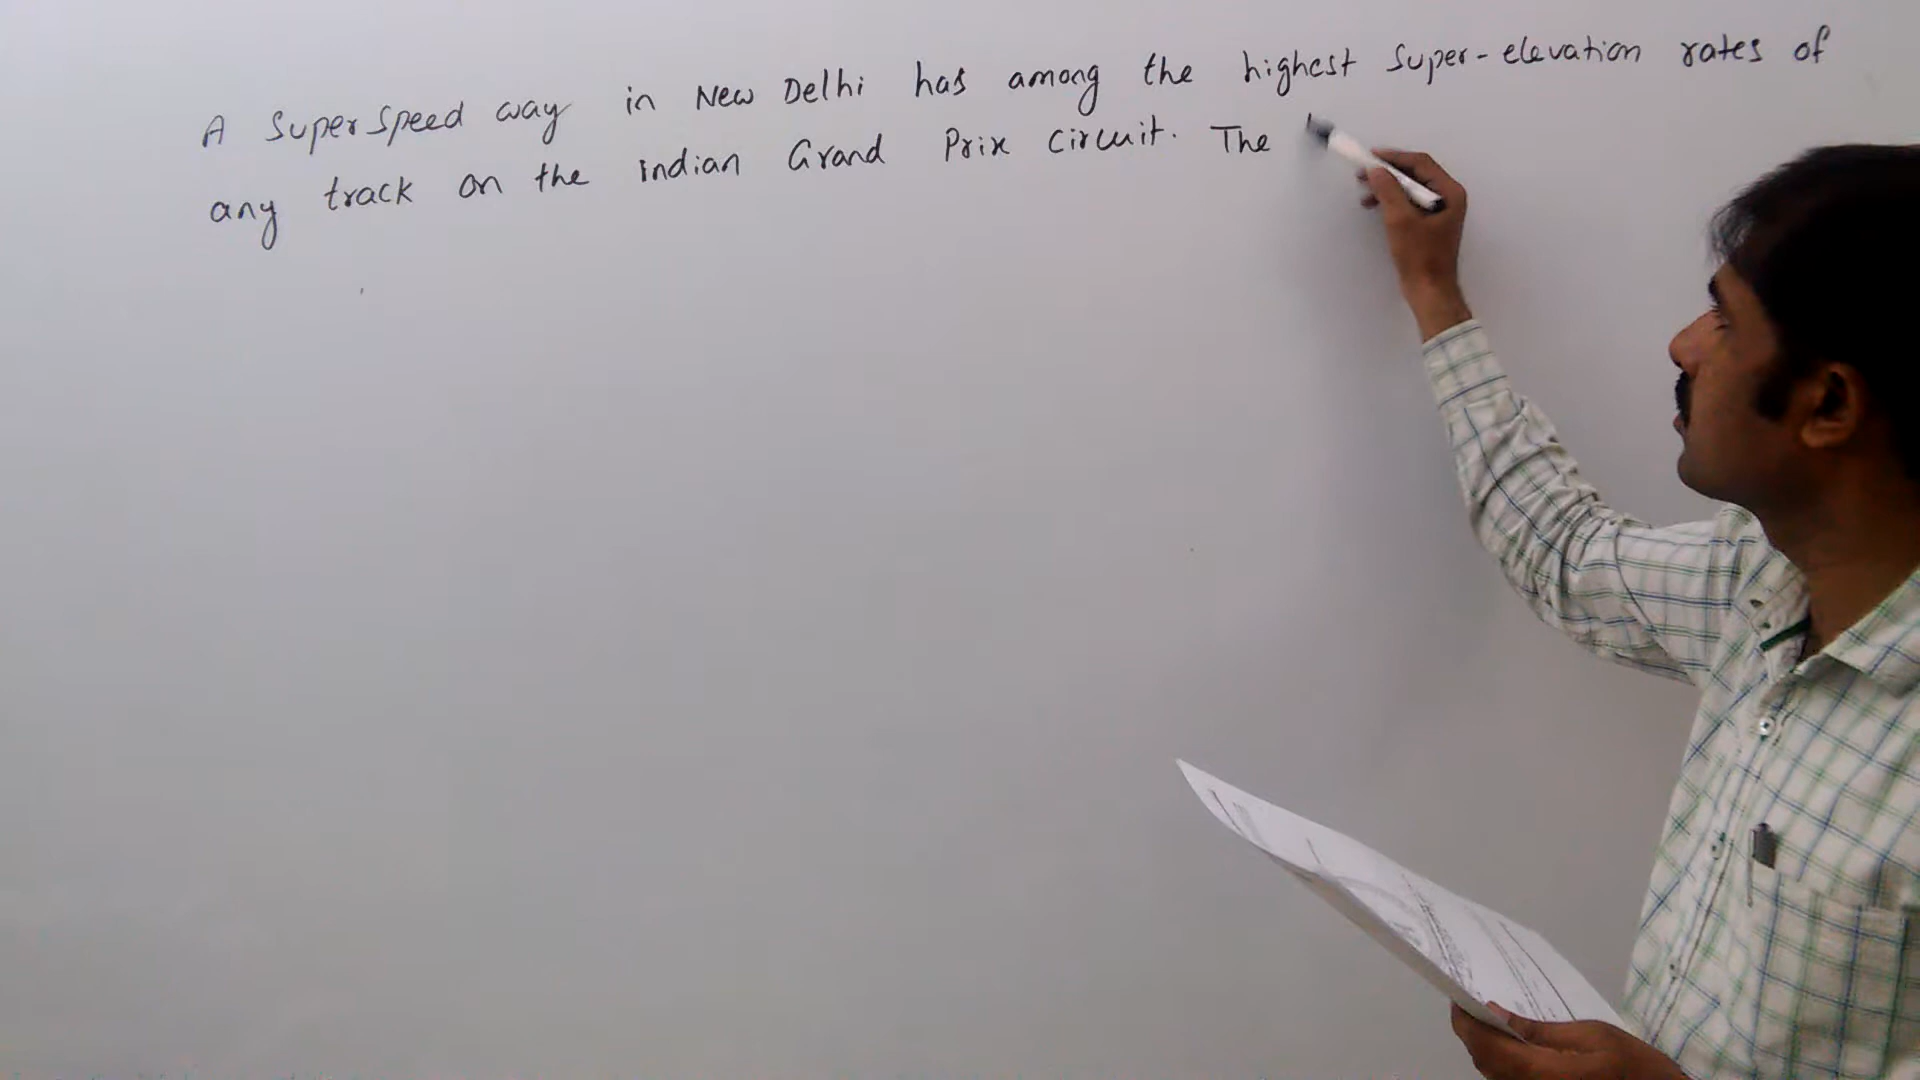 A Superspeed way in New Delhi has among the highest super-elevation rates of
any track on the indian Grand Prix Circuit. The